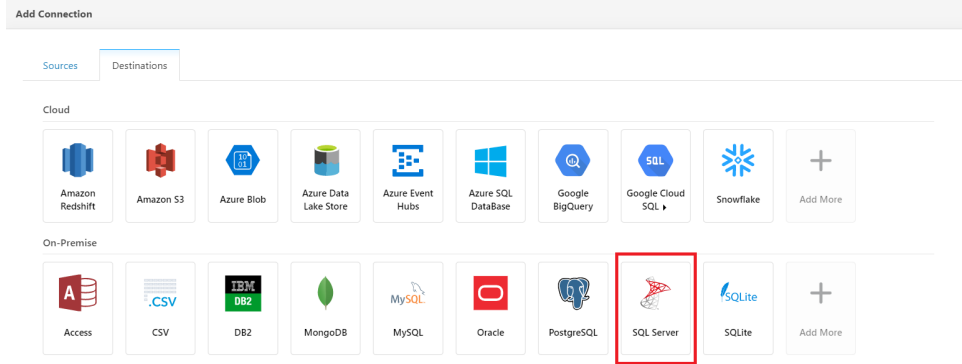 Add Connection
Sources
Destinations
Cloud
10
01
SQL
Amazon
Redshift
Amazon S3
Azure Blob
Azure Data
Lake Store
Azure Event
Hubs
Azure SQL
DataBase
Google
BigQuery
Google Cloud
SQL
Snowflake
Add More
On-Premise
A
.CSV
IBM
DB2
MySQL.
SQLite
Access
CSV
DB2
MongoDB
MySQL
Oracle
PostgreSQL
SQL Server
SQLite
Add More